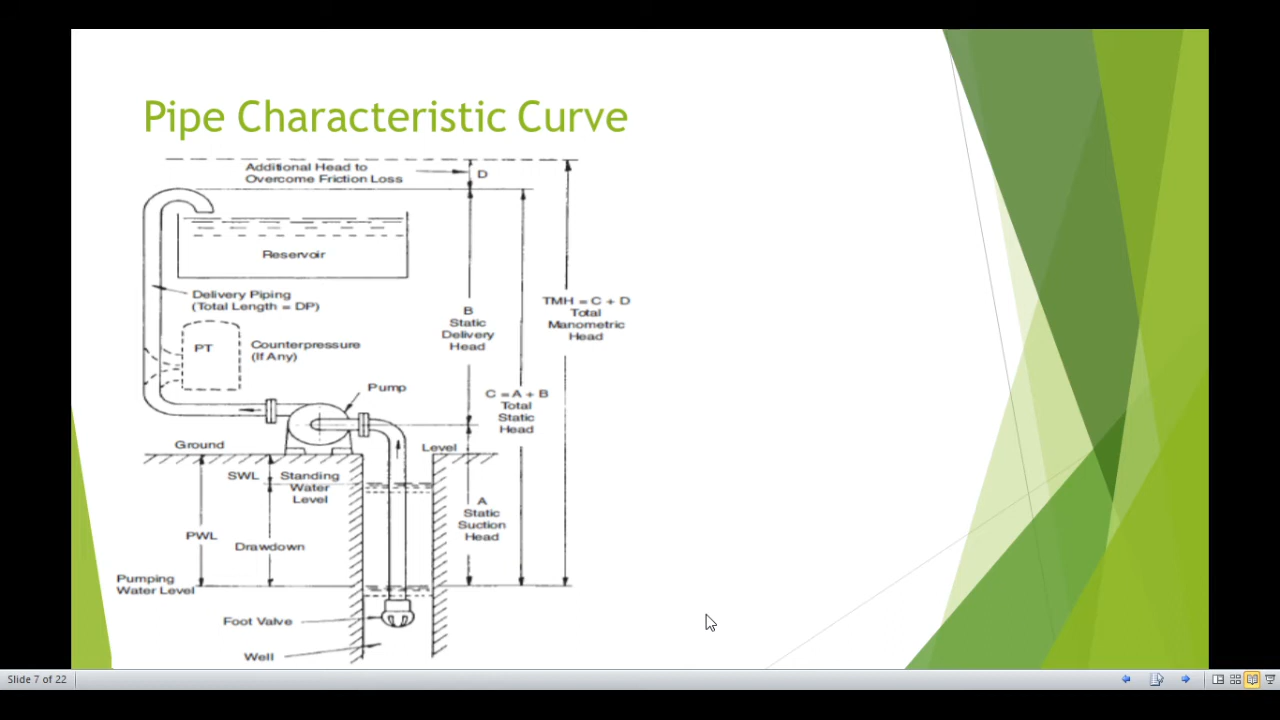 Pipe Characteristic Curve
Additional Head to
Overcome Friction Loss
D
Reservoir
Delivery Piping
(Total Length = DP)
B
Static
Delivery
Head
TMH = C + D
Total
Manometric
Head
PT
Counterpressure
(If Any)
Pump
C = A + B
Total
Static
Head
Ground
Level
SWL
Standing
Water
Level
A
Static
Suction
Head
PWL
Drawdown
Pumping
Water Level
Foot Valve
Well
Slide 7 of 22